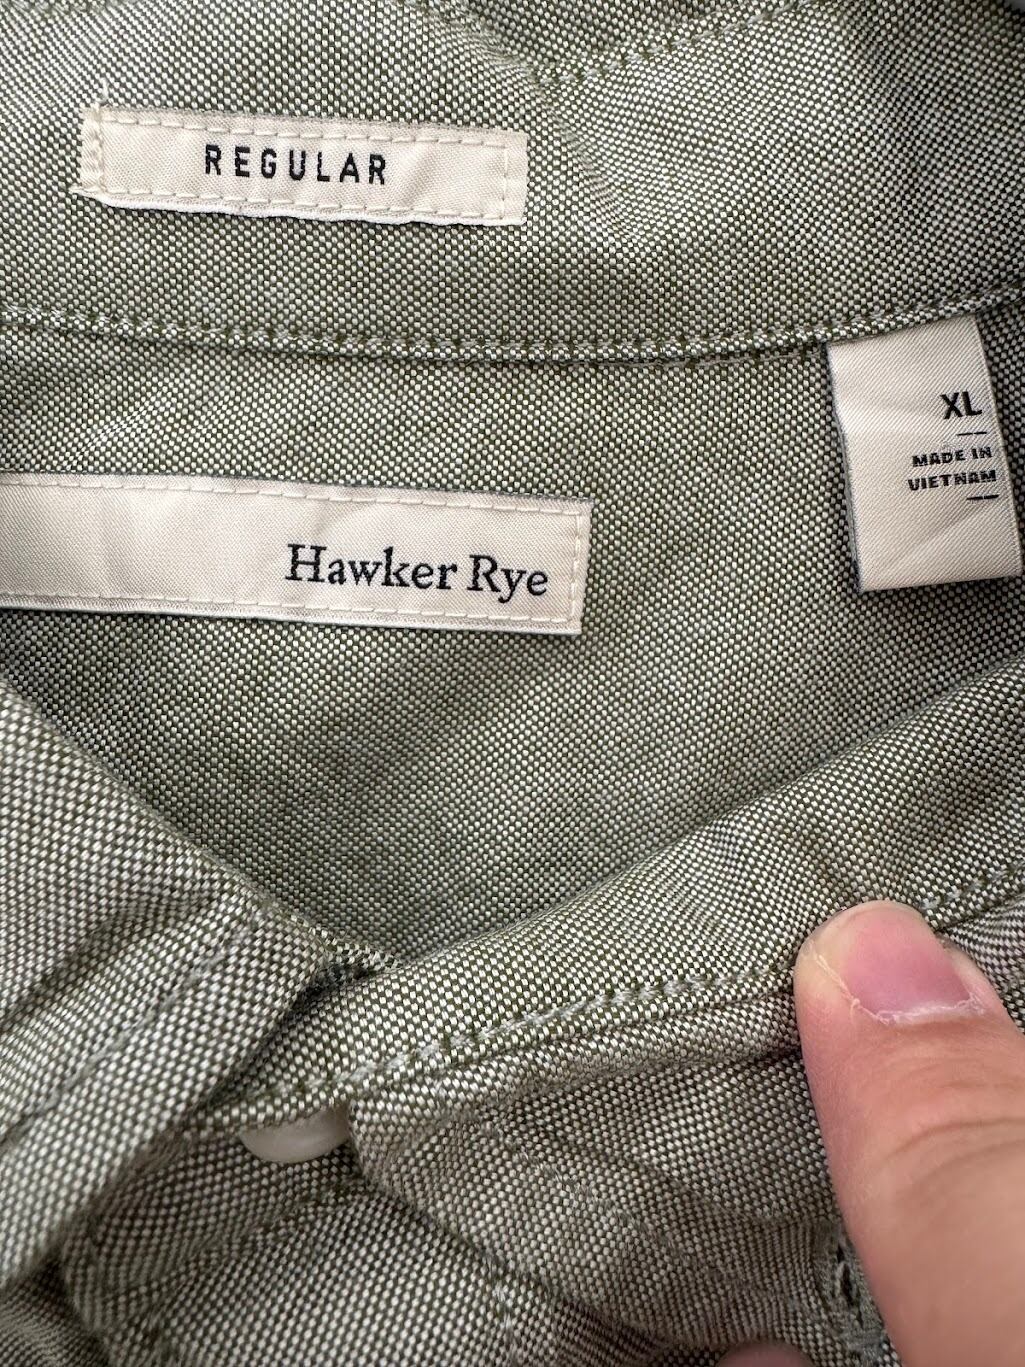 REGULAR
XL
MADE IN
VIETNAM
Hawker Rye